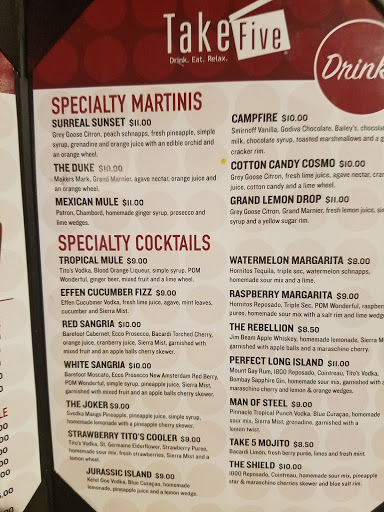 Take Five
Drink. Eat. Relax.
Drink
SPECIALTY MARTINIS
SURREAL SUNSET $11.00
Grey Goose Citron, peach schnapps, fresh pineapple, simple
syrup, grenadine and orange juice with an edible orchid and
an orange wheel.
THE DUKE $10.00
Makers Mark, Grand Marnier, agave nectar, orange juice and
an orange wheel.
MEXICAN MULE $11.00
Patron, Chambord, homemade ginger syrup, prosecco and
lime wedges.
CAMPFIRE $10.00
Smirnoff Vanilla, Godiva Chocolate, Bailey's, chocolate
milk, chocolate syrup, toasted marshmallows and a g
cracker rim.
COTTON CANDY COSMO $10.00
Grey Goose Citron, fresh lime juice, agave nectar, cran
juice, cotton candy and a lime wheel.
GRAND LEMON DROP $11.00
Grey Goose Citron, Grand Marnier, fresh lemon juice, sim
syrup and a yellow sugar rim.
SPECIALTY COCKTAILS
TROPICAL MULE $9.00
Tito's Vodka, Blood Orange Liqueur, simple syrup, POM
Wonderful, ginger beer, mixed fruit and a lime wheel.
EFFEN CUCUMBER FIZZ $9.00
Effen Cucumber Vodka, fresh lime juice, agave, mint leaves,
cucumber and Sierra Mist.
RED SANGRIA $10.00
Barefoot Cabernet, Ecco Prosecco, Bacardi Torched Cherry,
orange juice, cranberry juice, Sierra Mist, garnished with
mixed fruit and an apple balls cherry skewer.
WHITE SANGRIA $10.00
Barefoot Moscato, Ecco Prosecco New Amsterdam Red Berry,
POM Wonderful, simple syrup, pineapple juice, Sierra Mist,
garnished with mixed fruit and an apple balls cherry skewer.
THE JOKER $9.00
Svedka Mango Pineapple, pineapple juice, simple syrup,
homemade lemonade with a pineapple cherry skewer.
STRAWBERRY TITO'S COOLER $9.00
Tito's Vodka, St. Germaine Elderflower, Strawberry Puree,
homemade sour mix, fresh strawberries, Sierra Mist and a
lemon wheel.
JURASSIC ISLAND $9.00
Ketel One Vodka, Blue Curacao, homemade
lemonade, pineapple juice and a lemon wedge.
WATERMELON MARGARITA $8.00
Hornitos Tequila, triple sec, watermelon schnapps,
homemade sour mix and a lime.
RASPBERRY MARGARITA $9.00
Hornitos Reposado, Triple Sec, POM Wonderful, raspberry
puree, homemade sour mix with a salt rim and lime wedge
THE REBELLION $8.50
Jim Beam Apple Whiskey, homemade lemonade, Sierra M
garnished with apple balls and a maraschino cherry.
PERFECT LONG ISLAND $11.00
Mount Gay Rum, 1800 Reposado, Cointreau, Tito's Vodka,
Bombay Sapphire Gin, homemade sour mix, garnished with a
maraschino cherry and lemon & orange wedges.
MAN OF STEEL $9.00
Pinnacle Tropical Punch Vodka, Blue Curaçao, homemade
sour mix, Sierra Mist, grenadine, garnished with a
lemon twist.
TAKE 5 MOJITO $8.50
Bacardi Limón, fresh berry purée, limes and fresh mint.
THE SHIELD $10.00
1800 Reposado, Cointreau, homemade sour mix, pineapple
star & maraschino cherries skewer and blue salt rim.